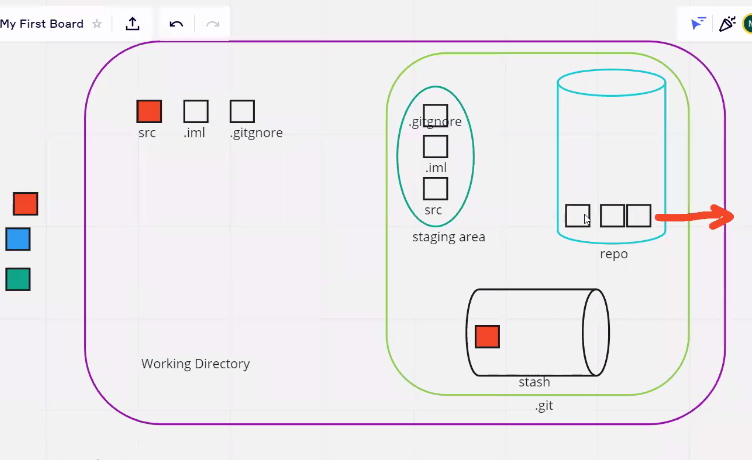 My First Board
src
.iml
.gitgnore
.gitgnore
.iml
src
staging area
repo
stash
.git
Working Directory